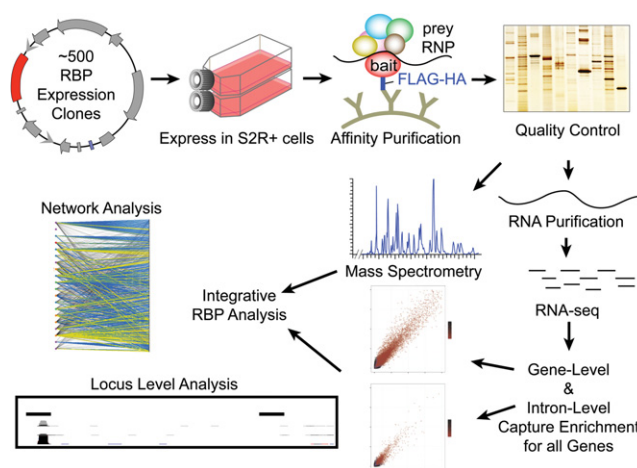 ~500
RBP
Expression
Clones
Express in S2R+ cells
prey
RNP
bait
FLAG-HA
Affinity Purification
Quality Control
RNA Purification
RNA-seq
Gene-Level
&
Intron-Level
Capture Enrichment
for all Genes
Mass Spectrometry
Integrative
RBP Analysis
Network Analysis
Locus Level Analysis